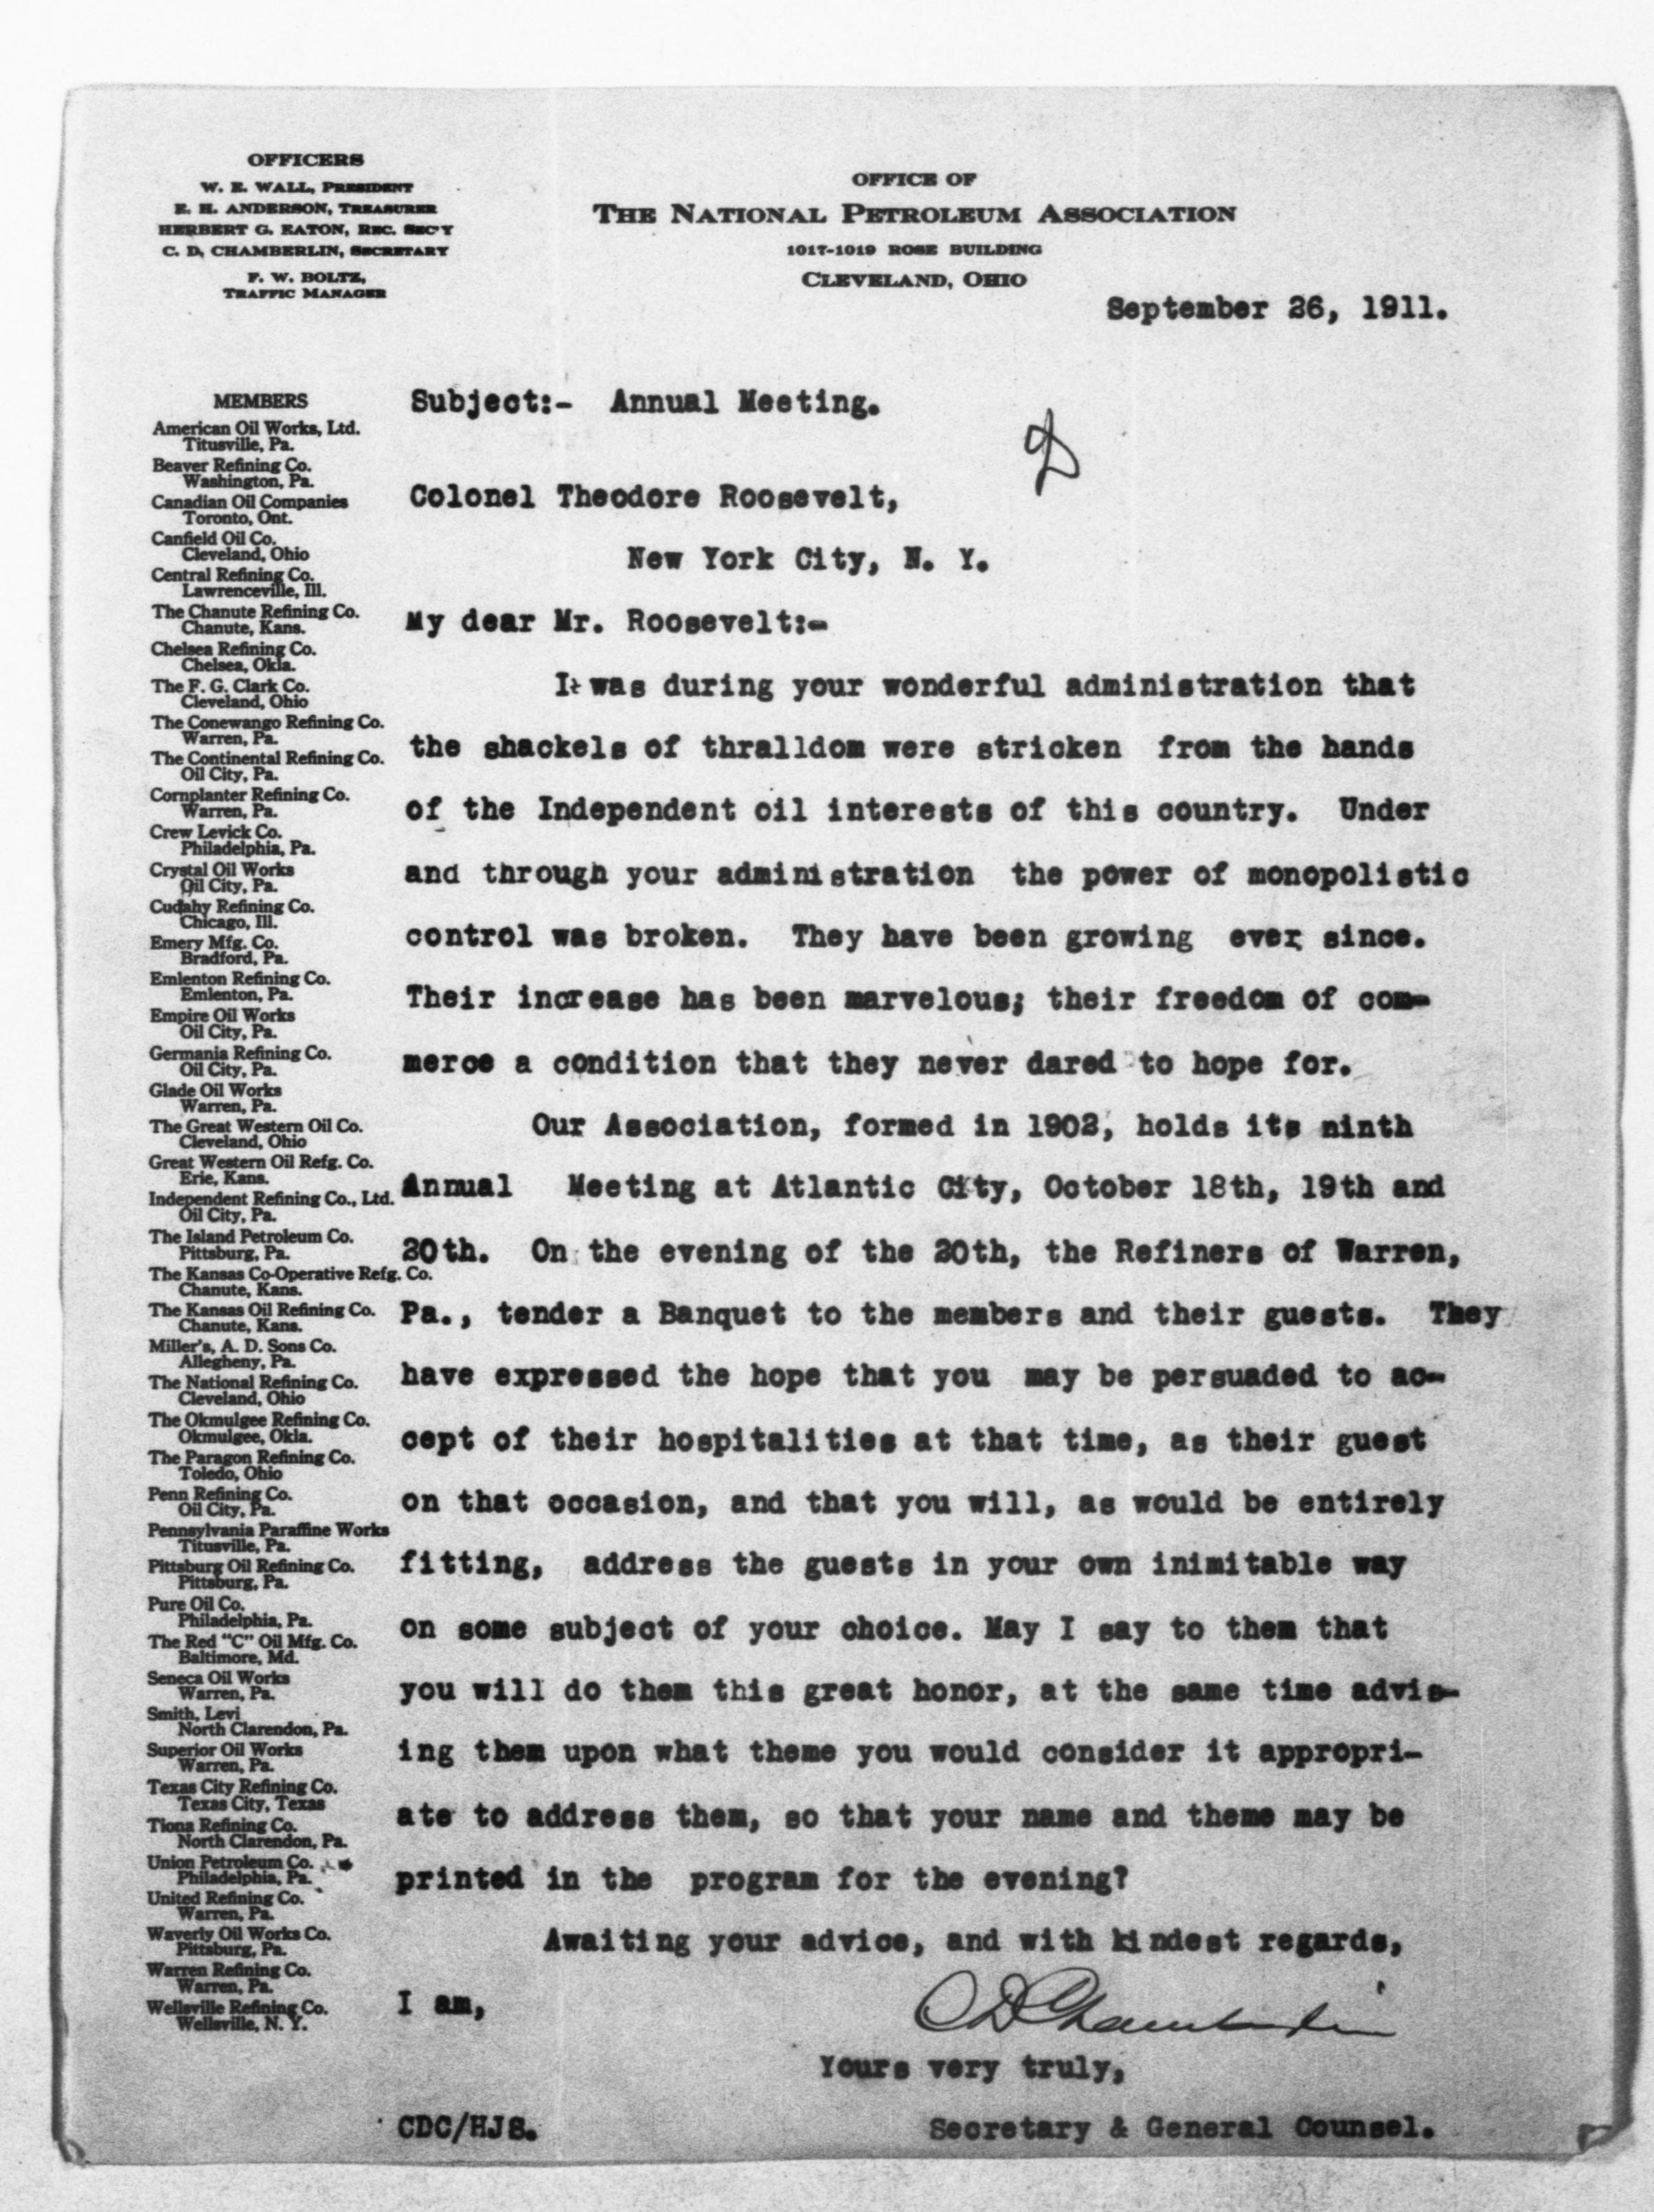 OFFICERS
W. E. WALL, PRESIDENT
E. H. ANDERSON, TREASURER
HERBERT G. EATON, REC. SEC'Y
C. D. CHAMBERLIN, SECRETARY
F. W. BOLTZ,
TRAFFIC MANAGER
OFFICE OF
THE NATIONAL PETROLEUM ASSOCIATION
1017-1019 ROSE BUILDING
CLEVELAND, OHIO
September 26, 1911.
MEMBERS
American Oil Works, Ltd.
Titusville, Pa.
Beaver Refining Co.
Washington, Pa.
Canadian Oil Companies
Toronto, Ont.
Canfield Oil Co.
Cleveland, Ohio
Central Refining Co.
Lawrenceville, Ill.
The Chanute Refining Co.
Chanute, Kans.
Chelsea Refining Co.
Chelsea, Okla.
The F. G. Clark Co.
Cleveland, Ohio
The Conewango Refining Co.
Warren, Pa.
The Continental Refining Co.
Oil City, Pa.
Cornplanter Refining Co.
Warren, Pa.
Crew Levick Co.
Philadelphia, Pa.
Crystal Oil Works
Oil City, Pa.
Cudahy Refining Co.
Chicago, Ill.
Emery Mfg. Co.
Bradford, Pa.
Emlenton Refining Co.
Emlenton, Pa.
Empire Oil Works
Oil City, Pa.
Germania Refining Co.
Oil City, Pa.
Glade Oil Works
Warren, Pa.
The Great Western Oil Co.
Cleveland, Ohio
Great Western Oil Refg. Co.
Erie, Kans.
Independent Refining Co., Ltd.
Oil City, Pa.
The Island Petroleum Co.
Pittsburg, Pa.
The Kansas Co-Operative Refg. Co.
Chanute, Kans.
The Kansas Oil Refining Co.
Chanute, Kans.
Miller's, A. D. Sons Co.
Allegheny, Pa.
The National Refining Co.
Cleveland, Ohio
The Okmulgee Refining Co.
Okmulgee, Okla.
The Paragon Refining Co.
Toledo, Ohio
Penn Refining Co.
Oil City, Pa.
Pennsylvania Paraffine Works
Titusville, Pa.
Pittsburg Oil Refining Co.
Pittsburg, Pa.
Pure Oil Co.
Philadelphia, Pa.
The Red "C" Oil Mfg. Co.
Baltimore, Md.
Seneca Oil Works
Warren, Pa.
Smith, Levi
North Clarendon, Pa.
Superior Oil Works
Warren, Pa.
Texas City Refining Co.
Texas City, Texas
Tiona Refining Co.
North Clarendon, Pa.
Union Petroleum Co.
Philadelphia, Pa.
United Refining Co.
Warren, Pa.
Waverly Oil Works Co.
Pittsburg, Pa.
Warren Refining Co.
Warren, Pa.
Wellsville Refining Co.
Wellsville, N. Y.
Subject:- Annual Meeting.
Colonel Theodore Roosevelt,
New York City, N. Y.
My dear Mr. Roosevelt:-
It was during your wonderful administration that
the shackels of thralldom were stricken from the hands
of the Independent oil interests of this country. Under
and through your administration the power of monopolistic
control was broken. They have been growing ever since.
Their increase has been marvelous; their freedom of com-
merce a condition that they never dared to hope for.
Our Association, formed in 1902, holds its ninth
Annual Meeting at Atlantic City, October 18th, 19th and
20th. On the evening of the 20th, the Refiners of Warren,
Pa., tender a Banquet to the members and their guests. They
have expressed the hope that you may be persuaded to ac-
cept of their hospitalities at that time, as their guest
on that occasion, and that you will, as would be entirely
fitting, address the guests in your own inimitable way
on some subject of your choice. May I say to them that
you will do them this great honor, at the same time advis-
ing them upon what theme you would consider it appropri-
ate to address them, so that your name and theme may be
printed in the program for the evening?
Awaiting your advice, and with kindest regards,
I am,
CD Chamberlin
Yours very truly,
CDC/HJS.
Secretary & General Counsel.